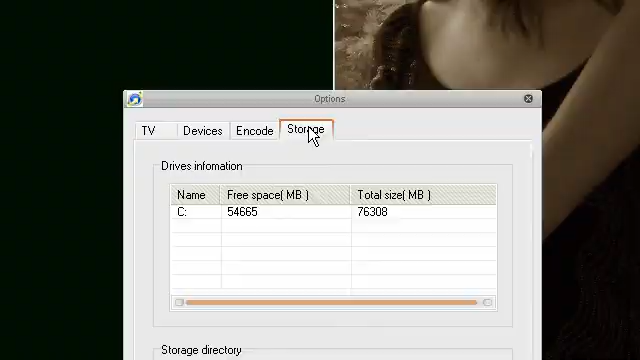 Options
TV Devices Encode Storage
Drives infomation
Name Free space( MB ) Total size( MB )
C: 54665 76308
Storage directory